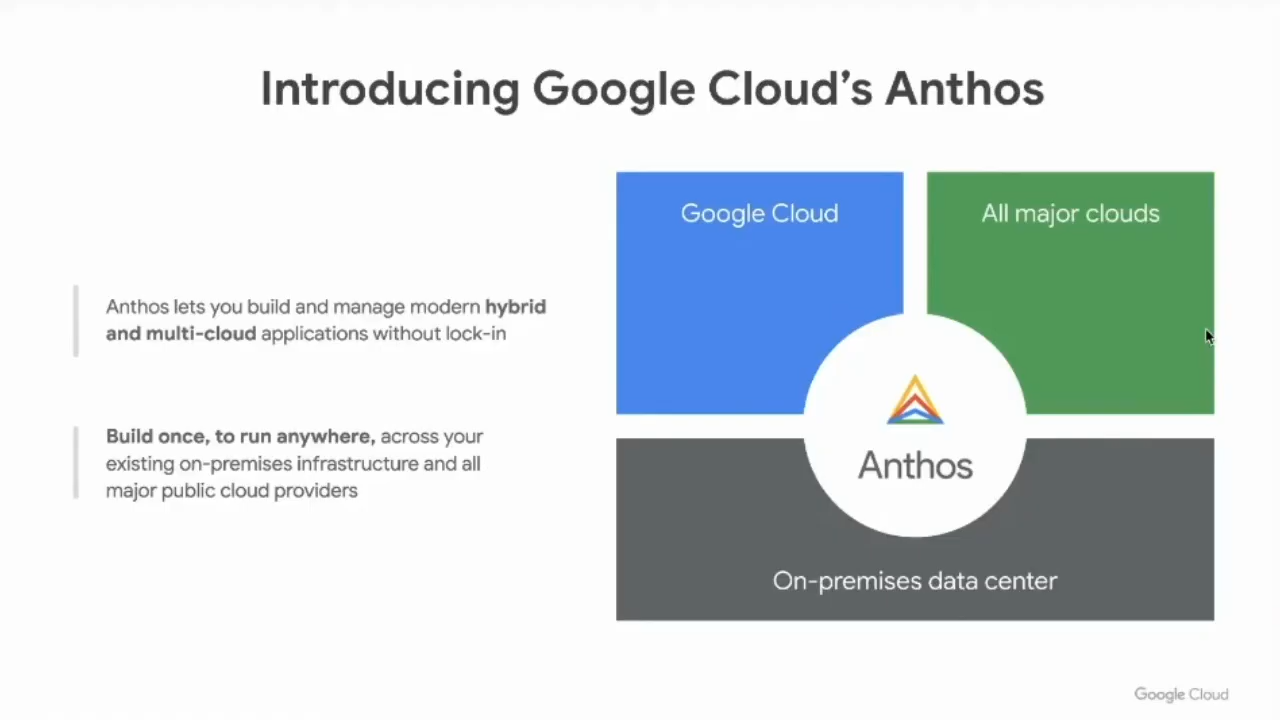 Introducing Google Cloud’s Anthos
Anthos lets you build and manage modern hybrid
and multi-cloud applications without lock-in
Build once, to run anywhere, across your
existing on-premises infrastructure and all
major public cloud providers
Google Cloud
All major clouds
Anthos
On-premises data center
Google Cloud